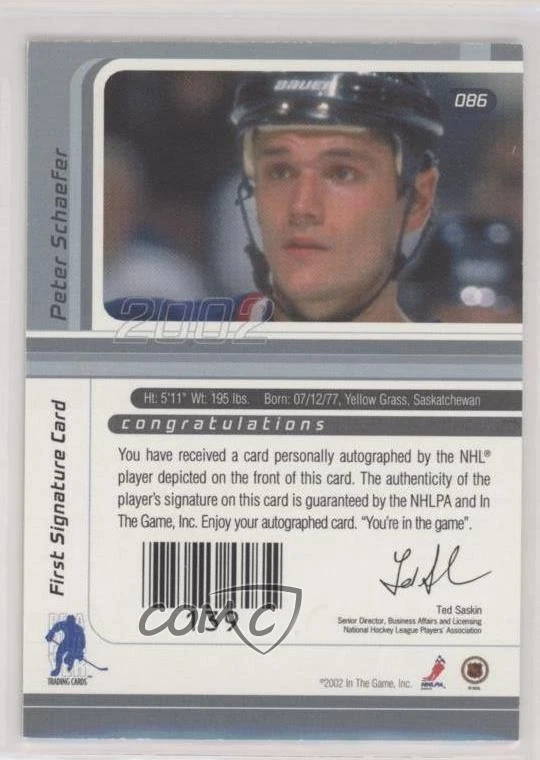 BAUER
086
Peter Schaefer
2002
Ht: 5'11" Wt: 195 lbs. Born: 07/12/77, Yellow Grass, Saskatchewan
congratulations
First Signature Card
You have received a card personally autographed by the NHL®
player depicted on the front of this card. The authenticity of the
player's signature on this card is guaranteed by the NHLPA and In
The Game, Inc. Enjoy your autographed card. "You're in the game".
139
COMC
Ted Saskin
Senior Director, Business Affairs and Licensing
National Hockey League Players' Association
TRADING CARDS™
©2002 In The Game, Inc.
NHLPA